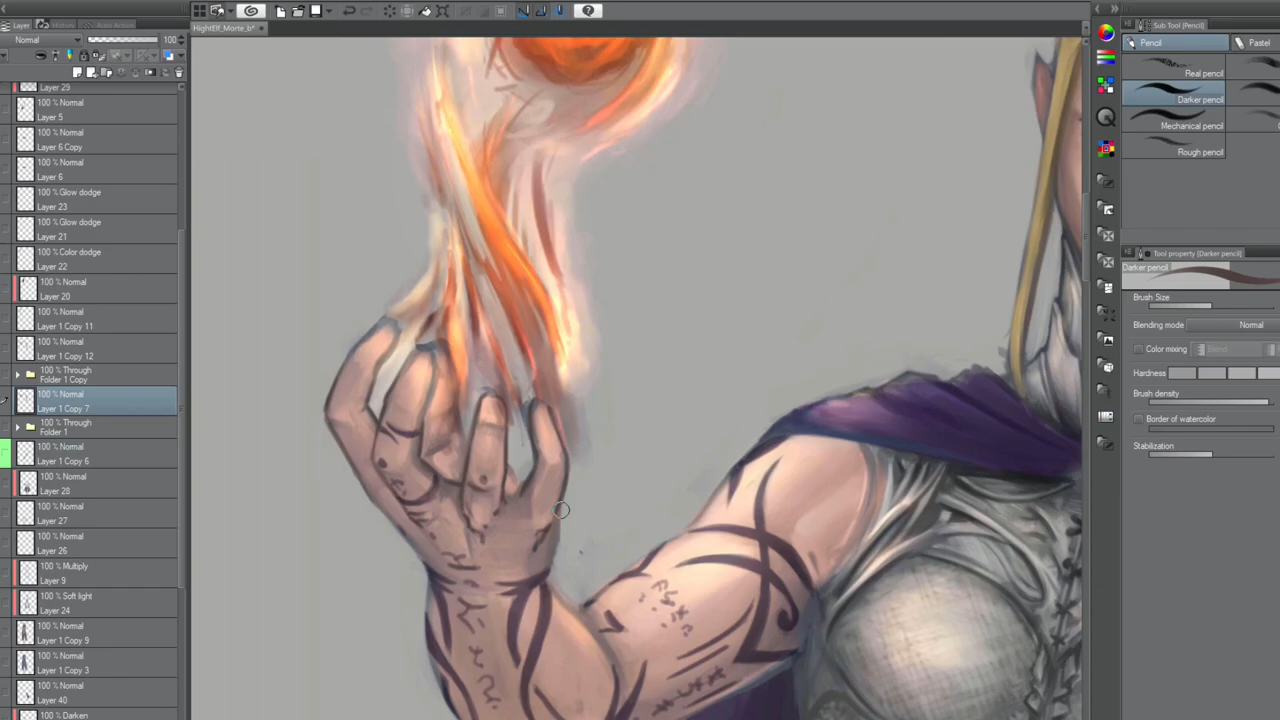 Layer
History
Auto Action
HightElf_Morte_b*
Sub Tool [Pencil]
Normal
100
Pencil
Pastel
Layer 29
100 % Normal
Layer 5
100 % Normal
Layer 6 Copy
100 % Normal
Layer 6
100 % Glow dodge
Layer 23
100 % Glow dodge
Layer 21
100 % Color dodge
Layer 22
100 % Normal
Layer 20
100 % Normal
Layer 1 Copy 11
100 % Normal
Layer 1 Copy 12
100 % Through
Folder 1 Copy
100 % Normal
Layer 1 Copy 7
100 % Through
Folder 1
100 % Normal
Layer 1 Copy 6
100 % Normal
Layer 28
100 % Normal
Layer 27
100 % Normal
Layer 26
100 % Multiply
Layer 9
100 % Soft light
Layer 24
100 % Normal
Layer 1 Copy 9
100 % Normal
Layer 1 Copy 3
100 % Normal
Layer 40
100 % Darken
Real pencil
Darker pencil
Mechanical pencil
Rough pencil
Tool property [Darker pencil]
Darker pencil
Brush Size
Blending mode
Normal
Color mixing
Blend
Hardness
Brush density
Border of watercolor
Stabilization